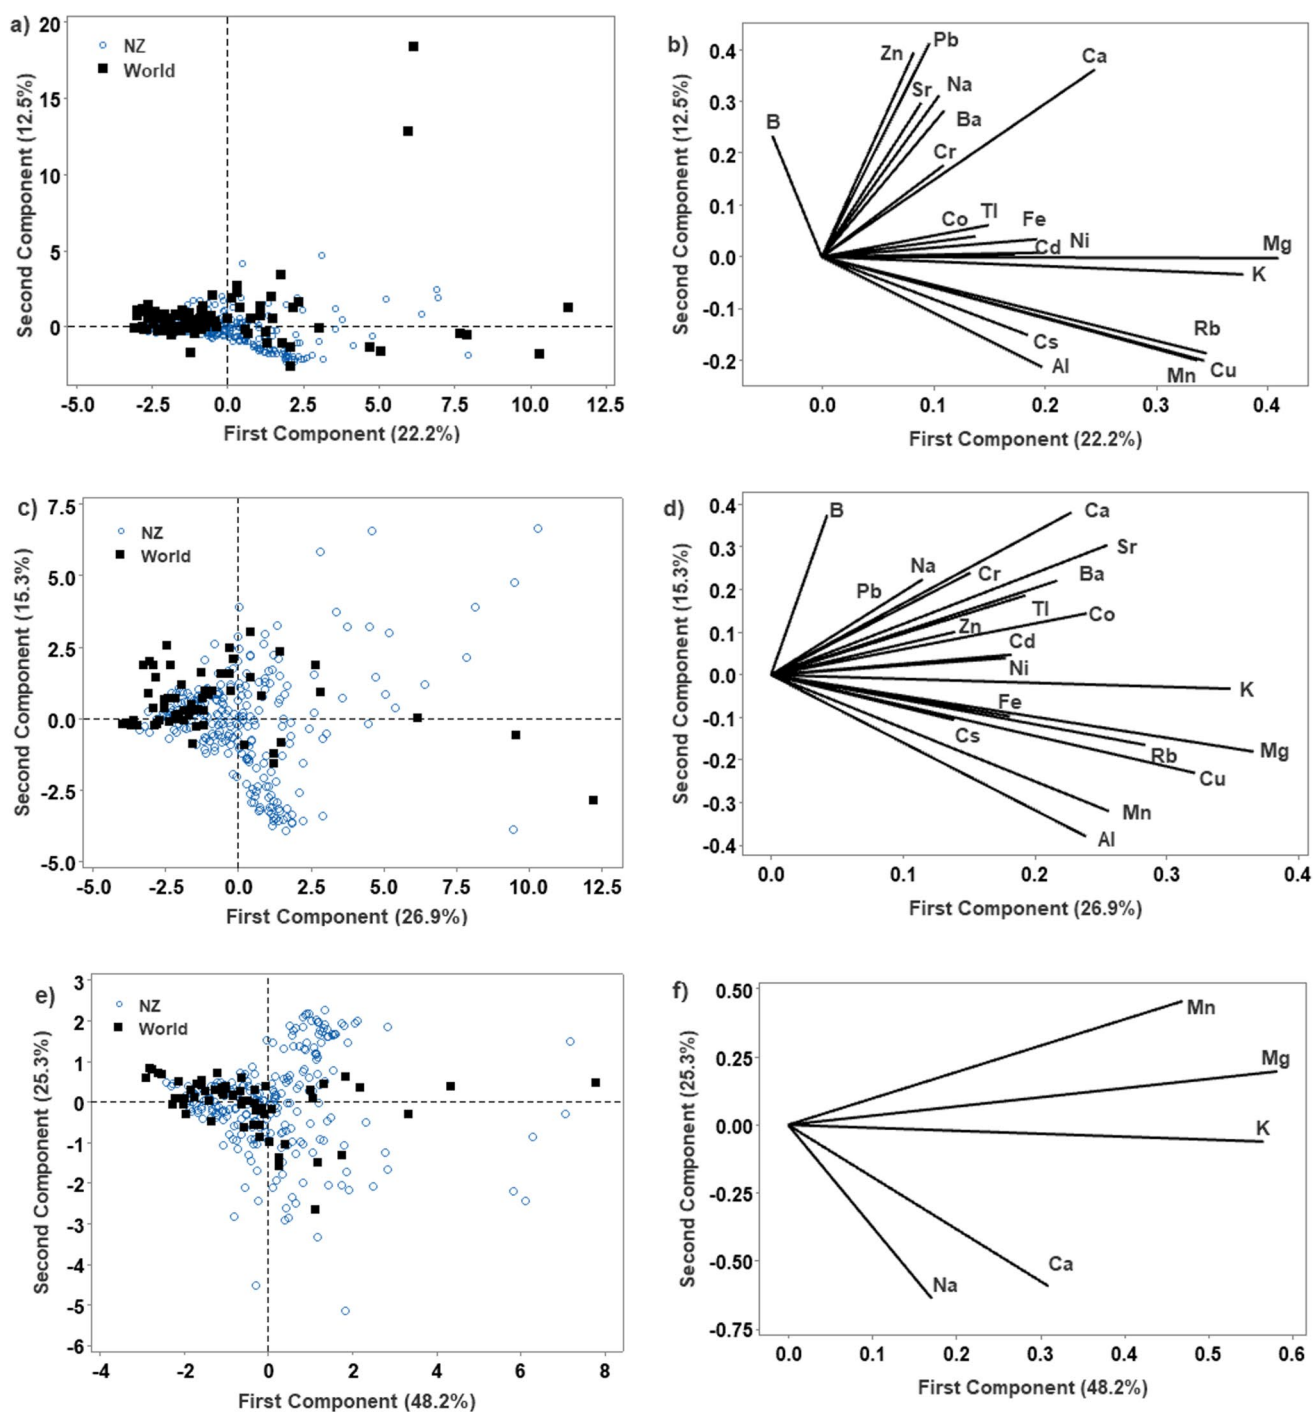 a)
20
15
10
5
0
Second Component (12.5%)
NZ
World
-5.0 -2.5 0.0 2.5 5.0 7.5 10.0 12.5
First Component (22.2%)
b)
0.4
0.3
0.2
0.1
0.0
-0.1
-0.2
Second Component (12.5%)
Zn Pb Ca
Sr Na
B Ba
Cr
Co Tl Fe
Cd Ni Mg
K
Cs Rb
Al Mn Cu
0.0 0.1 0.2 0.3 0.4
First Component (22.2%)
c)
7.5
5.0
2.5
0.0
-2.5
-5.0
Second Component (15.3%)
NZ
World
-5.0 -2.5 0.0 2.5 5.0 7.5 10.0 12.5
First Component (26.9%)
d)
0.4
0.3
0.2
0.1
0.0
-0.1
-0.2
-0.3
-0.4
Second Component (15.3%)
B Ca
Sr
Na Cr Ba
Pb Tl Co
Zn Cd
Ni
K
Fe
Cs Rb Mg
Cu
Mn
Al
0.0 0.1 0.2 0.3 0.4
First Component (26.9%)
e)
3
2
1
0
-1
-2
-3
-4
-5
-6
Second Component (25.3%)
NZ
World
-4 -2 0 2 4 6 8
First Component (48.2%)
f)
0.50
0.25
0.00
-0.25
-0.50
-0.75
Second Component (25.3%)
Mn
Mg
K
Ca
Na
0.0 0.1 0.2 0.3 0.4 0.5 0.6
First Component (48.2%)